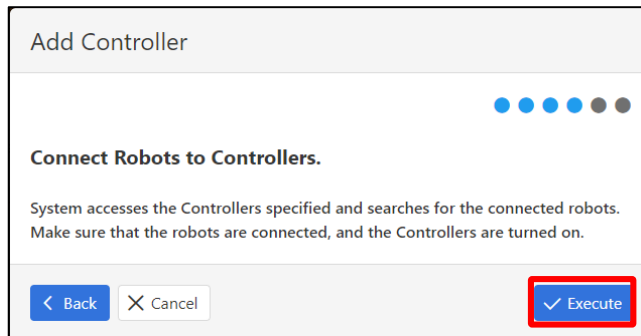 Add Controller
Connect Robots to Controllers.
System accesses the Controllers specified and searches for the connected robots.
Make sure that the robots are connected, and the Controllers are turned on.
Back Cancel Execute